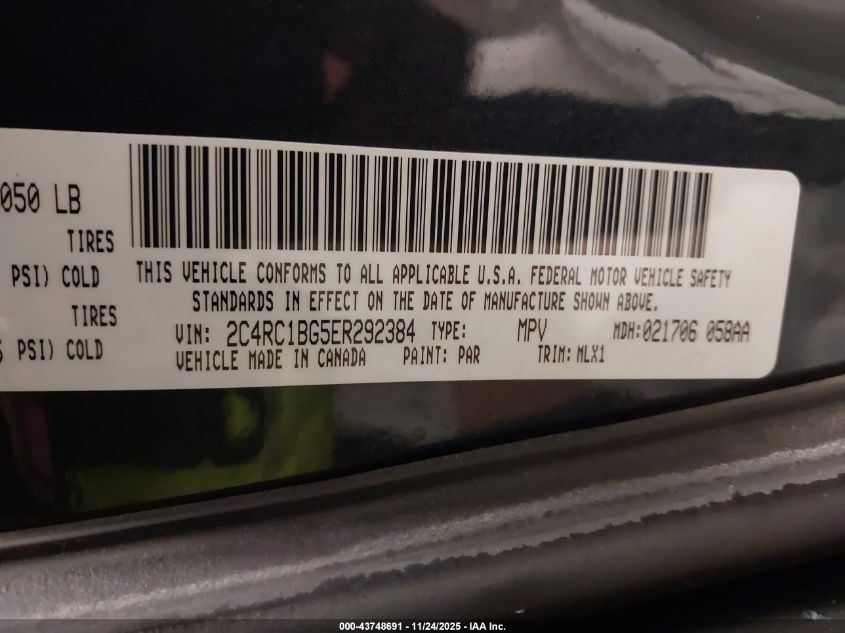 050 LB
TIRES
PSI) COLD
TIRES
PSI) COLD
THIS VEHICLE CONFORMS TO ALL APPLICABLE U.S.A. FEDERAL MOTOR VEHICLE SAFETY
STANDARDS IN EFFECT ON THE DATE OF MANUFACTURE SHOWN ABOVE.
VIN: 2C4RC1BG5ER292384 TYPE: MPV MDH:021706 058AA
VEHICLE MADE IN CANADA PAINT: PAR TRIM: MLX1
000-43748691 - 11/24/2025 - IAA Inc.